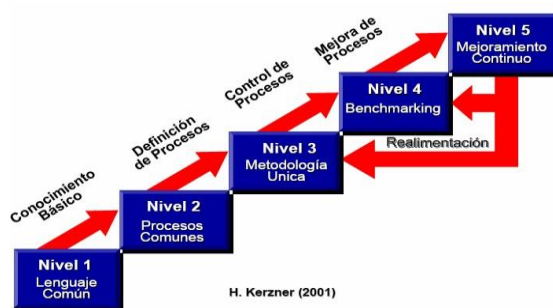 Nivel 5
Mejoramiento
Continuo
Mejora de
Procesos
Nivel 4
Benchmarking
Control de
Procesos
Realimentación
Nivel 3
Metodología
Unica
Definición
de Procesos
Nivel 2
Procesos
Comunes
Conocimiento
Básico
Nivel 1
Lenguaje
Común
H. Kerzner (2001)